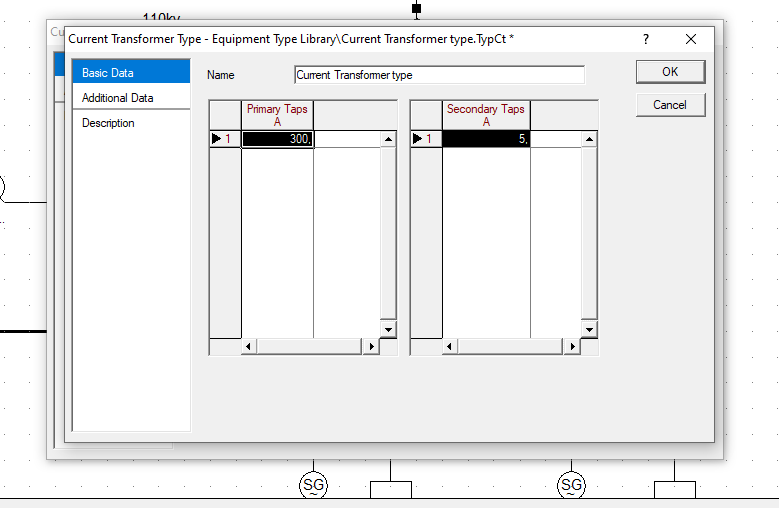 110kv
Cu
Current Transformer Type - Equipment Type Library\Current Transformer type.TypCt *
?
Basic Data
Additional Data
Description
Name
Current Transformer type
OK
Cancel
Primary Taps
A
1
300,
Secondary Taps
A
1
5,
SG
~
SG
~